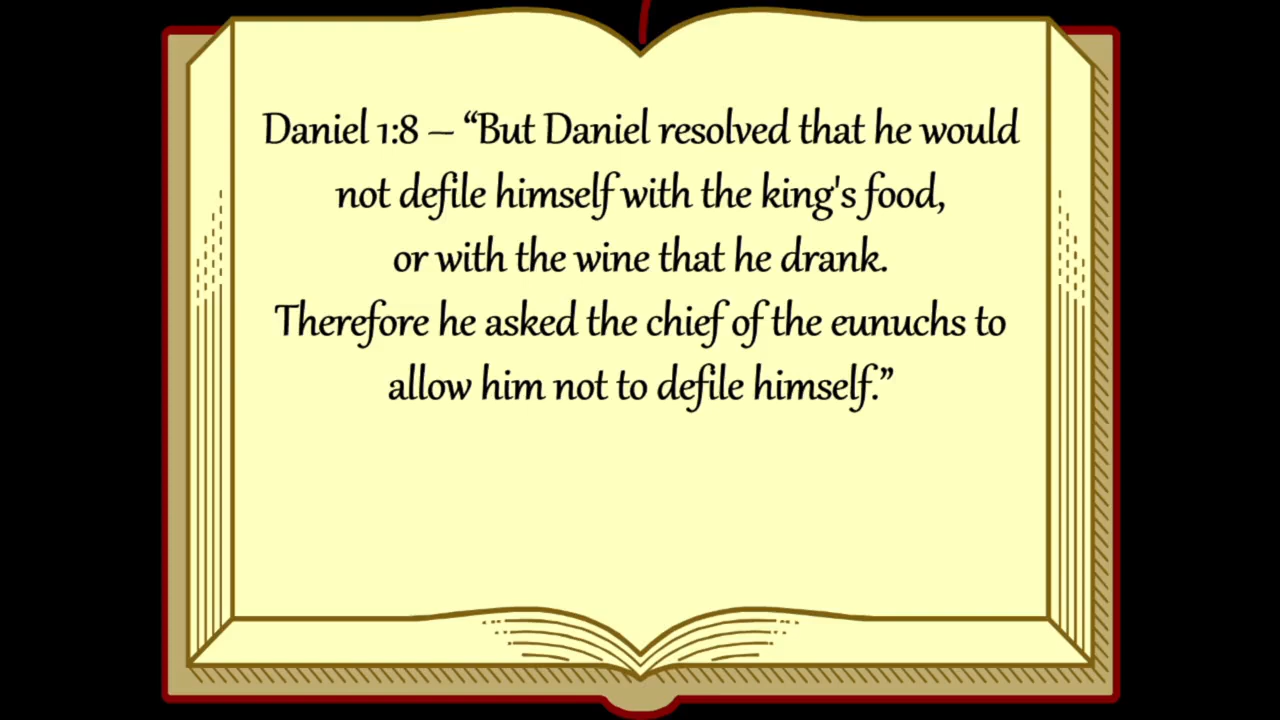 Daniel 1:8 – “But Daniel resolved that he would
not defile himself with the king's food,
or with the wine that he drank.
Therefore he asked the chief of the eunuchs to
allow him not to defile himself.”